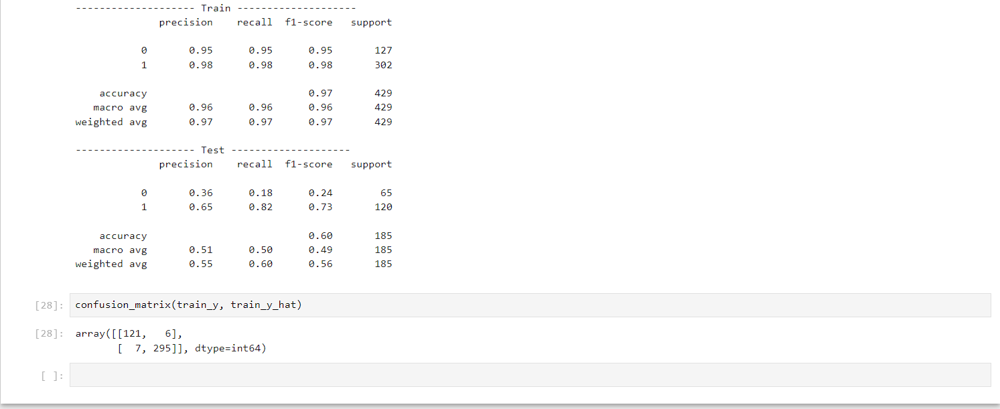 -------------------- Train --------------------
              precision    recall  f1-score   support
           0       0.95      0.95      0.95       127
           1       0.98      0.98      0.98       302
    accuracy                           0.97       429
   macro avg       0.96      0.96      0.96       429
weighted avg       0.97      0.97      0.97       429
-------------------- Test --------------------
              precision    recall  f1-score   support
           0       0.36      0.18      0.24        65
           1       0.65      0.82      0.73       120
    accuracy                           0.60       185
   macro avg       0.51      0.50      0.49       185
weighted avg       0.55      0.60      0.56       185
[28]: confusion_matrix(train_y, train_y_hat)
[28]: array([[121,   6],
       [  7, 295]], dtype=int64)
[ ]: